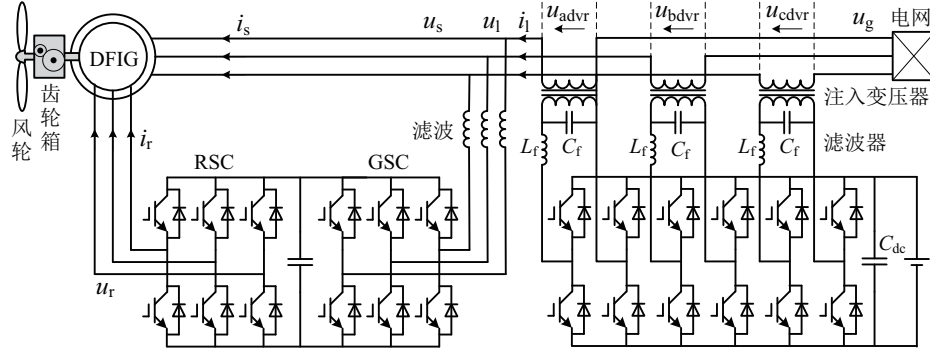 u_advr
u_bdvr
u_cdvr
i_s
u_s
u_l
i_l
u_g
电网
DFIG
齿轮箱
风轮
注入变压器
滤波
L_f
C_f
L_f
C_f
L_f
C_f
滤波器
i_r
RSC
GSC
C_dc
u_r